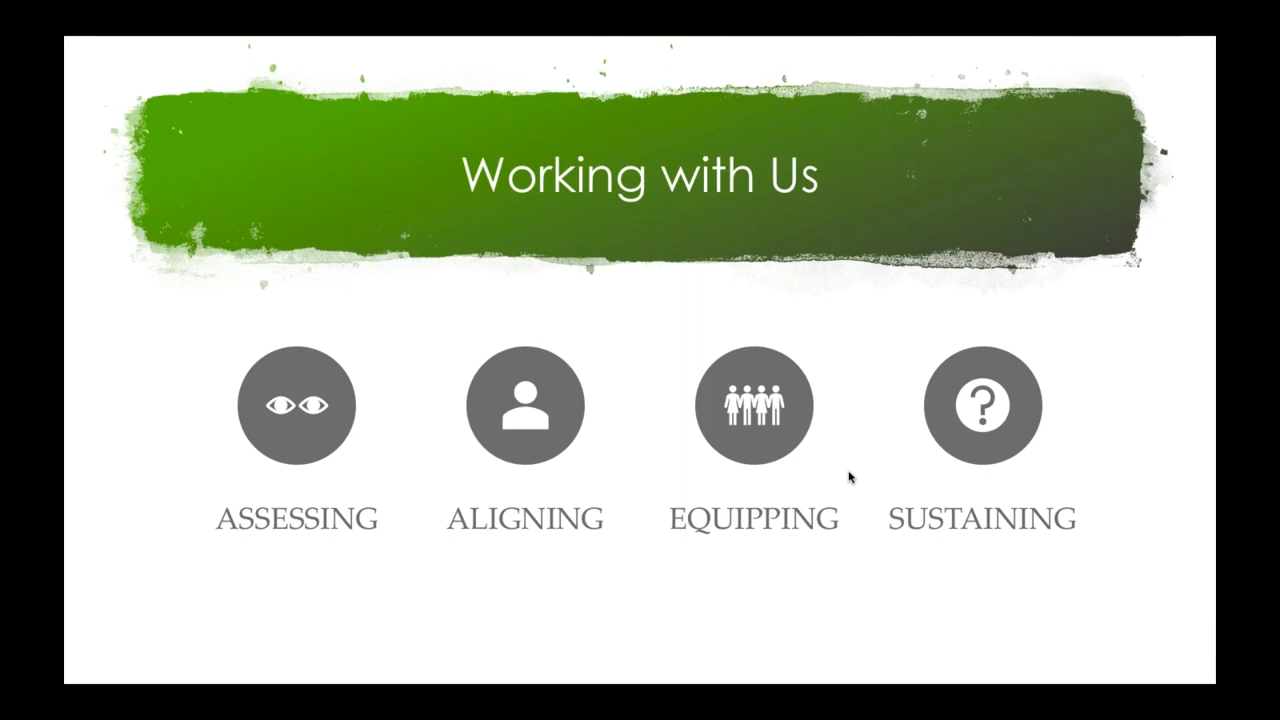 Working with Us
ASSESSING
ALIGNING
EQUIPPING
SUSTAINING